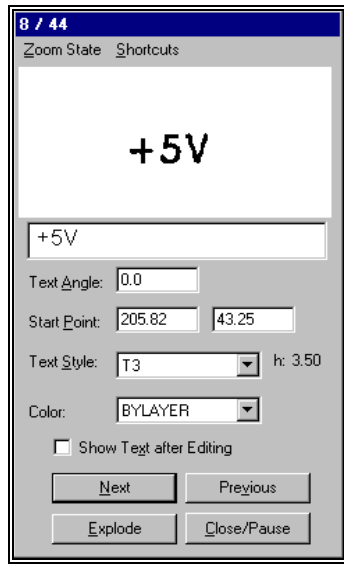 8 / 44
Zoom State Shortcuts
+5V
+5V
Text Angle: 0.0
Start Point: 205.82 43.25
Text Style: T3 h: 3.50
Color: BYLAYER
Show Text after Editing
Next Previous
Explode Close/Pause